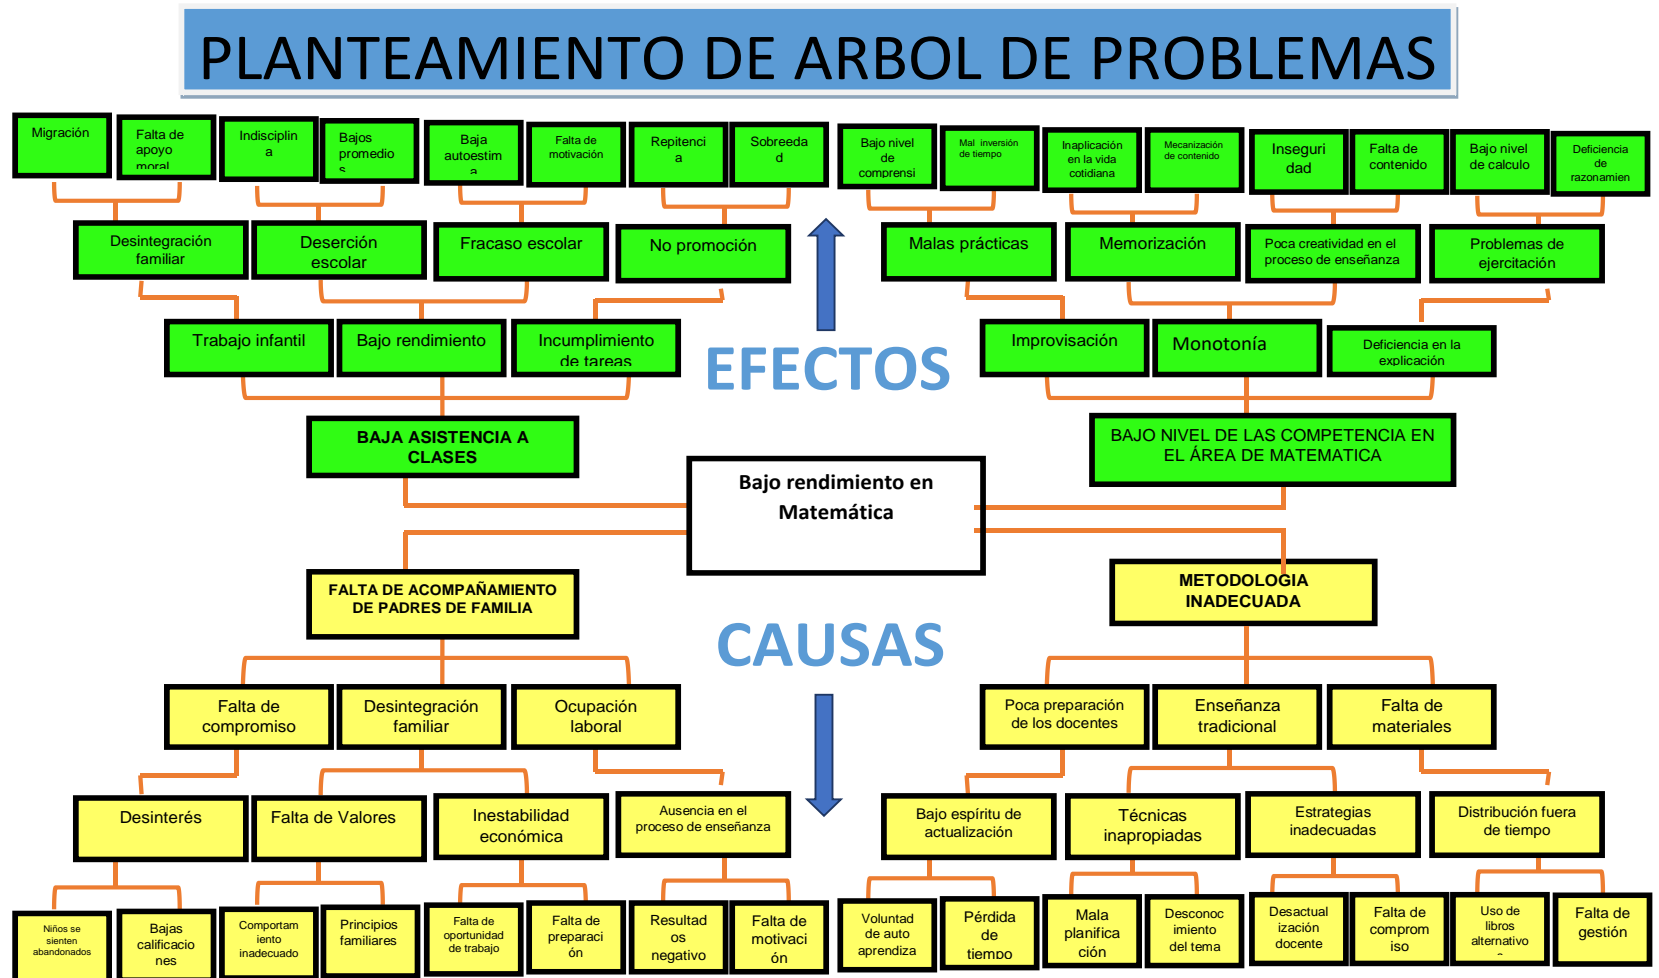 PLANTEAMIENTO DE ARBOL DE PROBLEMAS
Migración
Falta de
apoyo
moral
Indisciplin
a
Bajos
promedio
s
Baja
autoestim
a
Falta de
motivación
Repitenci
a
Sobreeda
d
Bajo nivel
de
comprensi
Mal inversión
de tiempo
Inaplicación
en la vida
cotidiana
Mecanización
de contenido
Inseguri
dad
Falta de
contenido
Bajo nivel
de calculo
Deficiencia
de
razonamien
Desintegración
familiar
Deserción
escolar
Fracaso escolar
No promoción
Malas prácticas
Memorización
Poca creatividad en el
proceso de enseñanza
Problemas de
ejercitación
Trabajo infantil
Bajo rendimiento
Incumplimiento
de tareas
EFECTOS
Improvisación
Monotonía
Deficiencia en la
explicación
BAJA ASISTENCIA A
CLASES
BAJO NIVEL DE LAS COMPETENCIA EN
EL ÁREA DE MATEMATICA
Bajo rendimiento en
Matemática
FALTA DE ACOMPAÑAMIENTO
DE PADRES DE FAMILIA
METODOLOGIA
INADECUADA
CAUSAS
Falta de
compromiso
Desintegración
familiar
Ocupación
laboral
Poca preparación
de los docentes
Enseñanza
tradicional
Falta de
materiales
Desinterés
Falta de Valores
Inestabilidad
económica
Ausencia en el
proceso de enseñanza
Bajo espíritu de
actualización
Técnicas
inapropiadas
Estrategias
inadecuadas
Distribución fuera
de tiempo
Niños se
sienten
abandonados
Bajas
calificacio
nes
Comportam
iento
inadecuado
Principios
familiares
Falta de
oportunidad
de trabajo
Falta de
preparaci
ón
Resultad
os
negativo
Falta de
motivaci
ón
Voluntad
de auto
aprendiza
Pérdida
de
tiempo
Mala
planifica
ción
Desconoc
imiento
del tema
Desactual
ización
docente
Falta de
comprom
iso
Uso de
libros
alternativo
Falta de
gestión